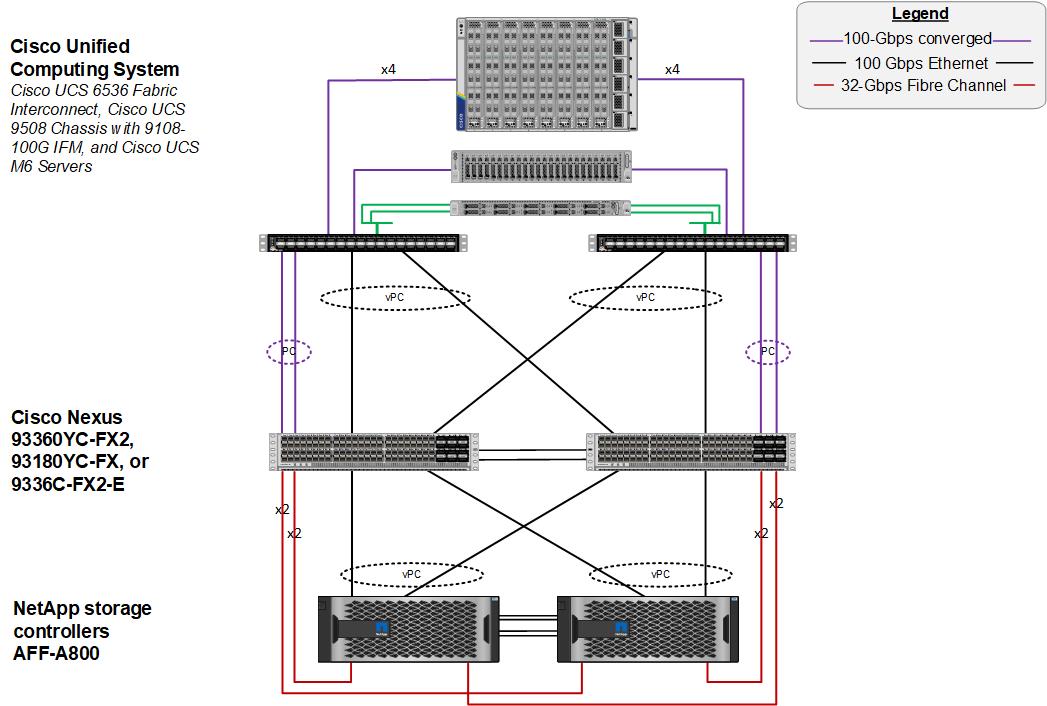 Legend
100-Gbps converged
100 Gbps Ethernet
32-Gbps Fibre Channel
Cisco Unified
Computing System
Cisco UCS 6536 Fabric
Interconnect, Cisco UCS
9508 Chassis with 9108-
100G IFM, and Cisco UCS
M6 Servers
x4
x4
vPC
vPC
PC
PC
Cisco Nexus
93360YC-FX2,
93180YC-FX, or
9336C-FX2-E
x2
x2
x2
x2
vPC
vPC
NetApp storage
controllers
AFF-A800
NetApp
NetApp